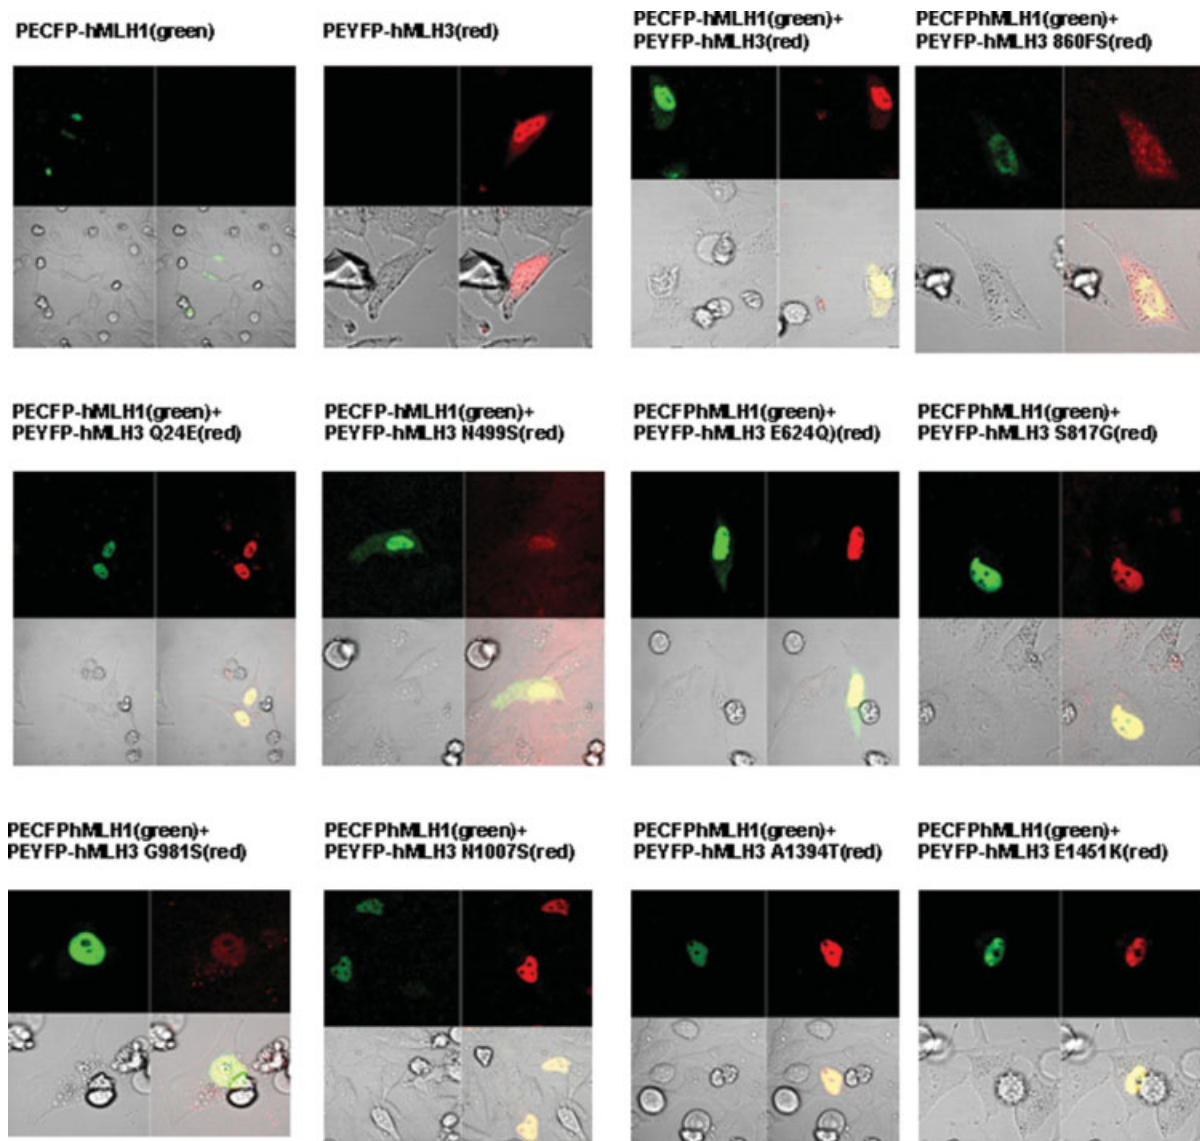 PECFP-hMLH1(green)
PEYFP-hMLH3(red)
PECFP-hMLH1(green)+
PEYFP-hMLH3(red)
PECFPhMLH1(green)+
PEYFP-hMLH3 860FS(red)
PECFP-hMLH1(green)+
PEYFP-hMLH3 Q24E(red)
PECFP-hMLH1(green)+
PEYFP-hMLH3 N499S(red)
PECFPhMLH1(green)+
PEYFP-hMLH3 E624Q)(red)
PECFPhMLH1(green)+
PEYFP-hMLH3 S817G(red)
PECFPhMLH1(green)+
PEYFP-hMLH3 G981S(red)
PECFPhMLH1(green)+
PEYFP-hMLH3 N1007S(red)
PECFPhMLH1(green)+
PEYFP-hMLH3 A1394T(red)
PECFPhMLH1(green)+
PEYFP-hMLH3 E1451K(red)